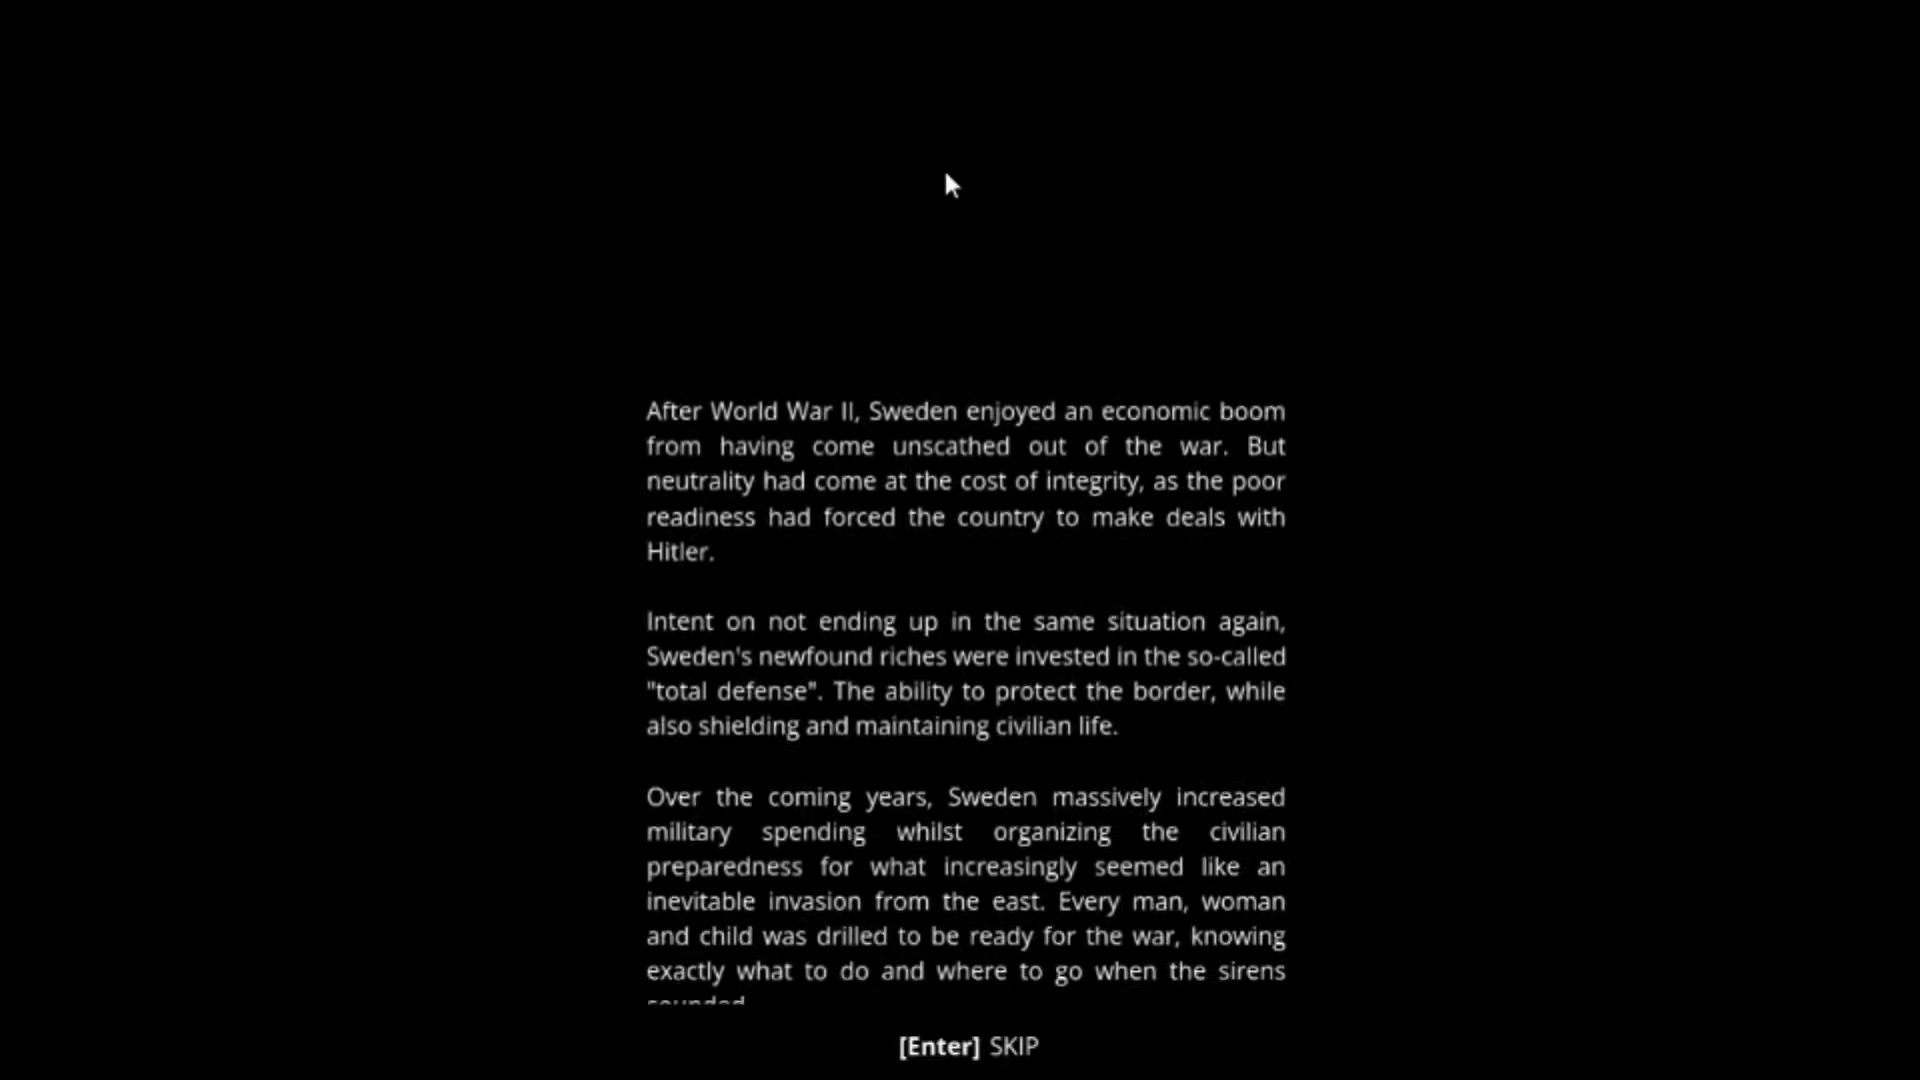 After World War II, Sweden enjoyed an economic boom
from having come unscathed out of the war. But
neutrality had come at the cost of integrity, as the poor
readiness had forced the country to make deals with
Hitler.
Intent on not ending up in the same situation again,
Sweden's newfound riches were invested in the so-called
"total defense". The ability to protect the border, while
also shielding and maintaining civilian life.
Over the coming years, Sweden massively increased
military spending whilst organizing the civilian
preparedness for what increasingly seemed like an
inevitable invasion from the east. Every man, woman
and child was drilled to be ready for the war, knowing
exactly what to do and where to go when the sirens
sounded
[Enter] SKIP